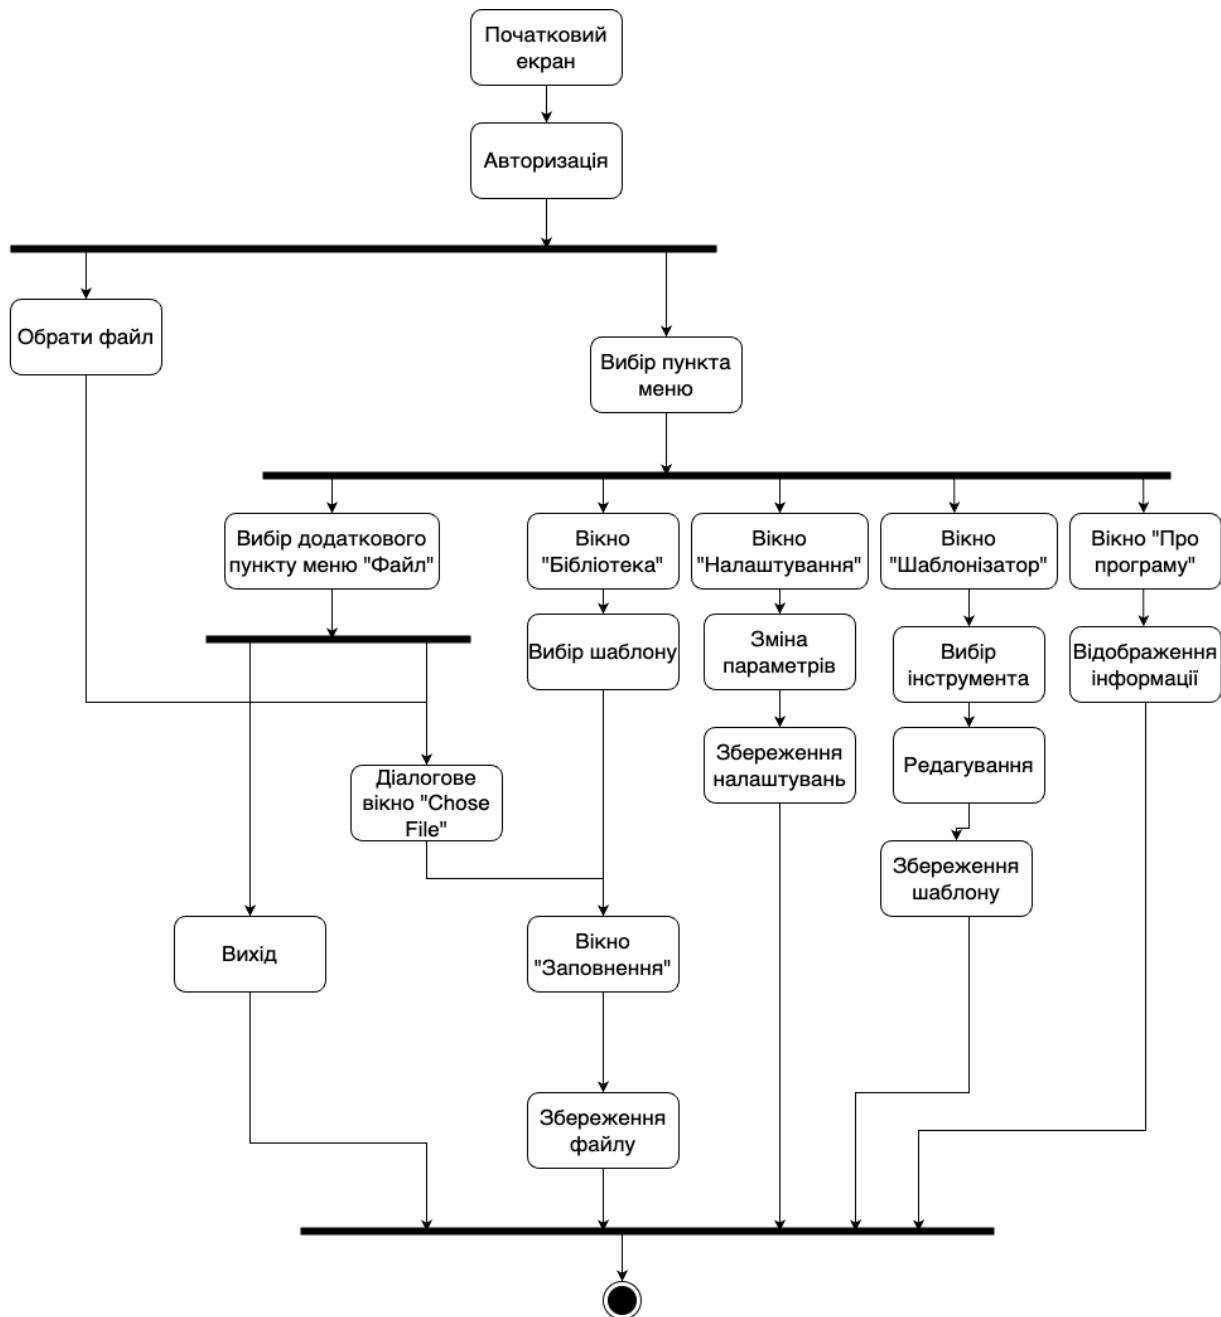 Початковий
екран
Авторизація
Обрати файл
Вибір пункта
меню
Вибір додаткового
пункту меню "Файл"
Вікно
"Бібліотека"
Вікно
"Налаштування"
Вікно
"Шаблонізатор"
Вікно "Про
програму"
Вибір шаблону
Зміна
параметрів
Вибір
інструмента
Відображення
інформації
Збереження
налаштувань
Редагування
Діалогове
вікно "Chose
File"
Збереження
шаблону
Вихід
Вікно
"Заповнення"
Збереження
файлу